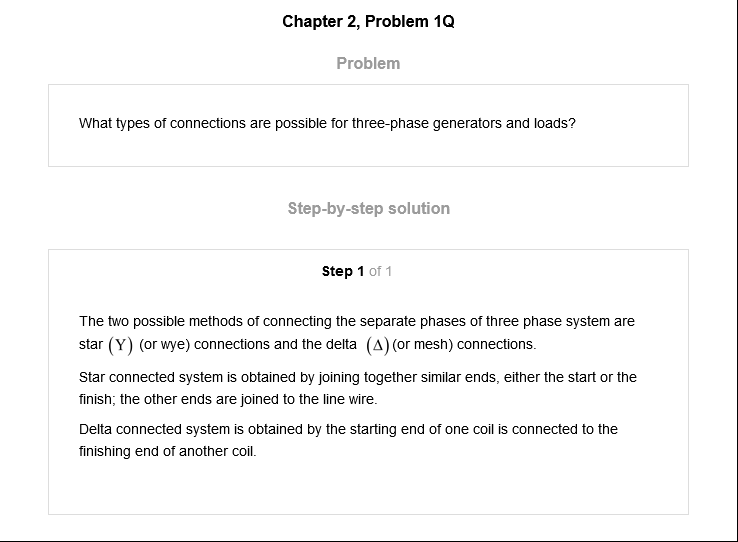 Chapter 2, Problem 1Q
Problem
What types of connections are possible for three-phase generators and loads?
Step-by-step solution
Step 1 of 1
The two possible methods of connecting the separate phases of three phase system are
star (Y) (or wye) connections and the delta (Δ)(or mesh) connections.
Star connected system is obtained by joining together similar ends, either the start or the
finish; the other ends are joined to the line wire.
Delta connected system is obtained by the starting end of one coil is connected to the
finishing end of another coil.